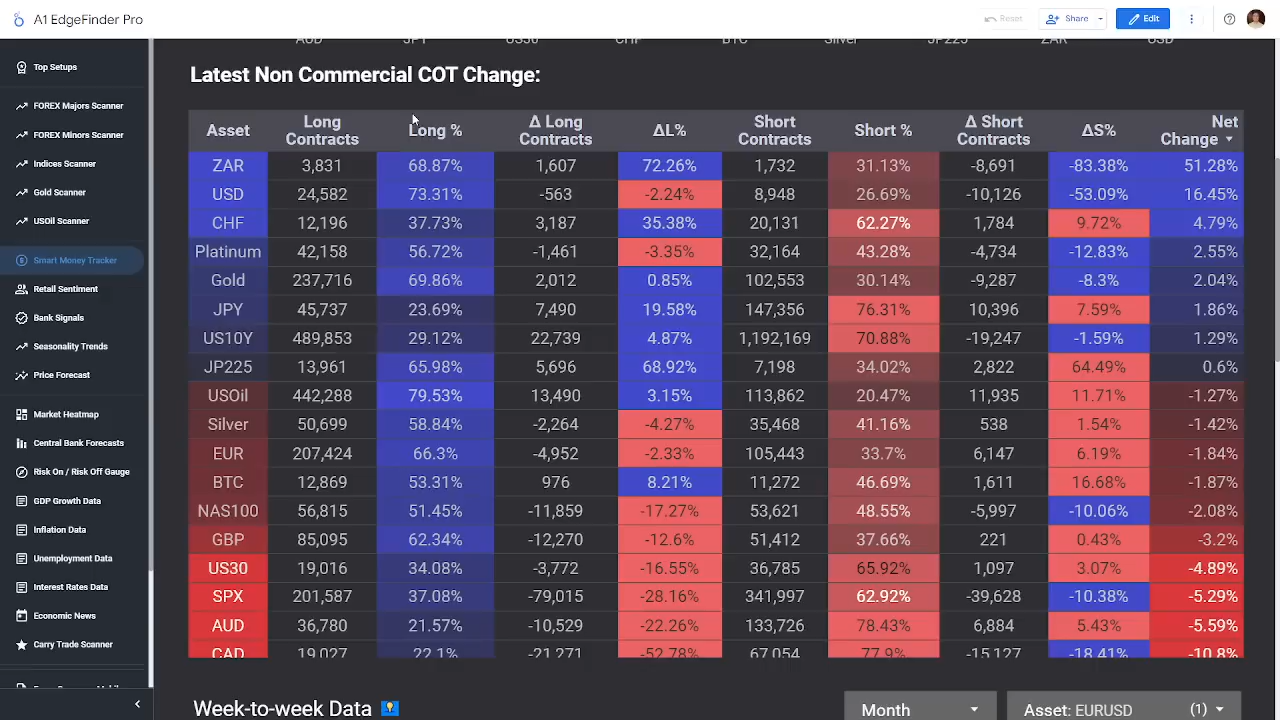 A1 EdgeFinder Pro
Reset
Share
Edit
Top Setups
FOREX Majors Scanner
FOREX Minors Scanner
Indices Scanner
Gold Scanner
USOil Scanner
Smart Money Tracker
Retail Sentiment
Bank Signals
Seasonality Trends
Price Forecast
Market Heatmap
Central Bank Forecasts
Risk On / Risk Off Gauge
GDP Growth Data
Inflation Data
Unemployment Data
Interest Rates Data
Economic News
Carry Trade Scanner
AUD JPY US30 CHF BTC Silver JP225 ZAR USD
Latest Non Commercial COT Change:
Asset Long Contracts Long % Δ Long Contracts ΔL% Short Contracts Short % Δ Short Contracts ΔS% Net Change
ZAR 3,831 68.87% 1,607 72.26% 1,732 31.13% -8,691 -83.38% 51.28%
USD 24,582 73.31% -563 -2.24% 8,948 26.69% -10,126 -53.09% 16.45%
CHF 12,196 37.73% 3,187 35.38% 20,131 62.27% 1,784 9.72% 4.79%
Platinum 42,158 56.72% -1,461 -3.35% 32,164 43.28% -4,734 -12.83% 2.55%
Gold 237,716 69.86% 2,012 0.85% 102,553 30.14% -9,287 -8.3% 2.04%
JPY 45,737 23.69% 7,490 19.58% 147,356 76.31% 10,396 7.59% 1.86%
US10Y 489,853 29.12% 22,739 4.87% 1,192,169 70.88% -19,247 -1.59% 1.29%
JP225 13,961 65.98% 5,696 68.92% 7,198 34.02% 2,822 64.49% 0.6%
USOil 442,288 79.53% 13,490 3.15% 113,862 20.47% 11,935 11.71% -1.27%
Silver 50,699 58.84% -2,264 -4.27% 35,468 41.16% 538 1.54% -1.42%
EUR 207,424 66.3% -4,952 -2.33% 105,443 33.7% 6,147 6.19% -1.84%
BTC 12,869 53.31% 976 8.21% 11,272 46.69% 1,611 16.68% -1.87%
NAS100 56,815 51.45% -11,859 -17.27% 53,621 48.55% -5,997 -10.06% -2.08%
GBP 85,095 62.34% -12,270 -12.6% 51,412 37.66% 221 0.43% -3.2%
US30 19,016 34.08% -3,772 -16.55% 36,785 65.92% 1,097 3.07% -4.89%
SPX 201,587 37.08% -79,015 -28.16% 341,997 62.92% -39,628 -10.38% -5.29%
AUD 36,780 21.57% -10,529 -22.26% 133,726 78.43% 6,884 5.43% -5.59%
CAD 19,027 22.1% -21,271 -52.78% 67,054 77.9% -15,127 -18.41% -10.8%
Week-to-week Data
Month
Asset: EURUSD (1)